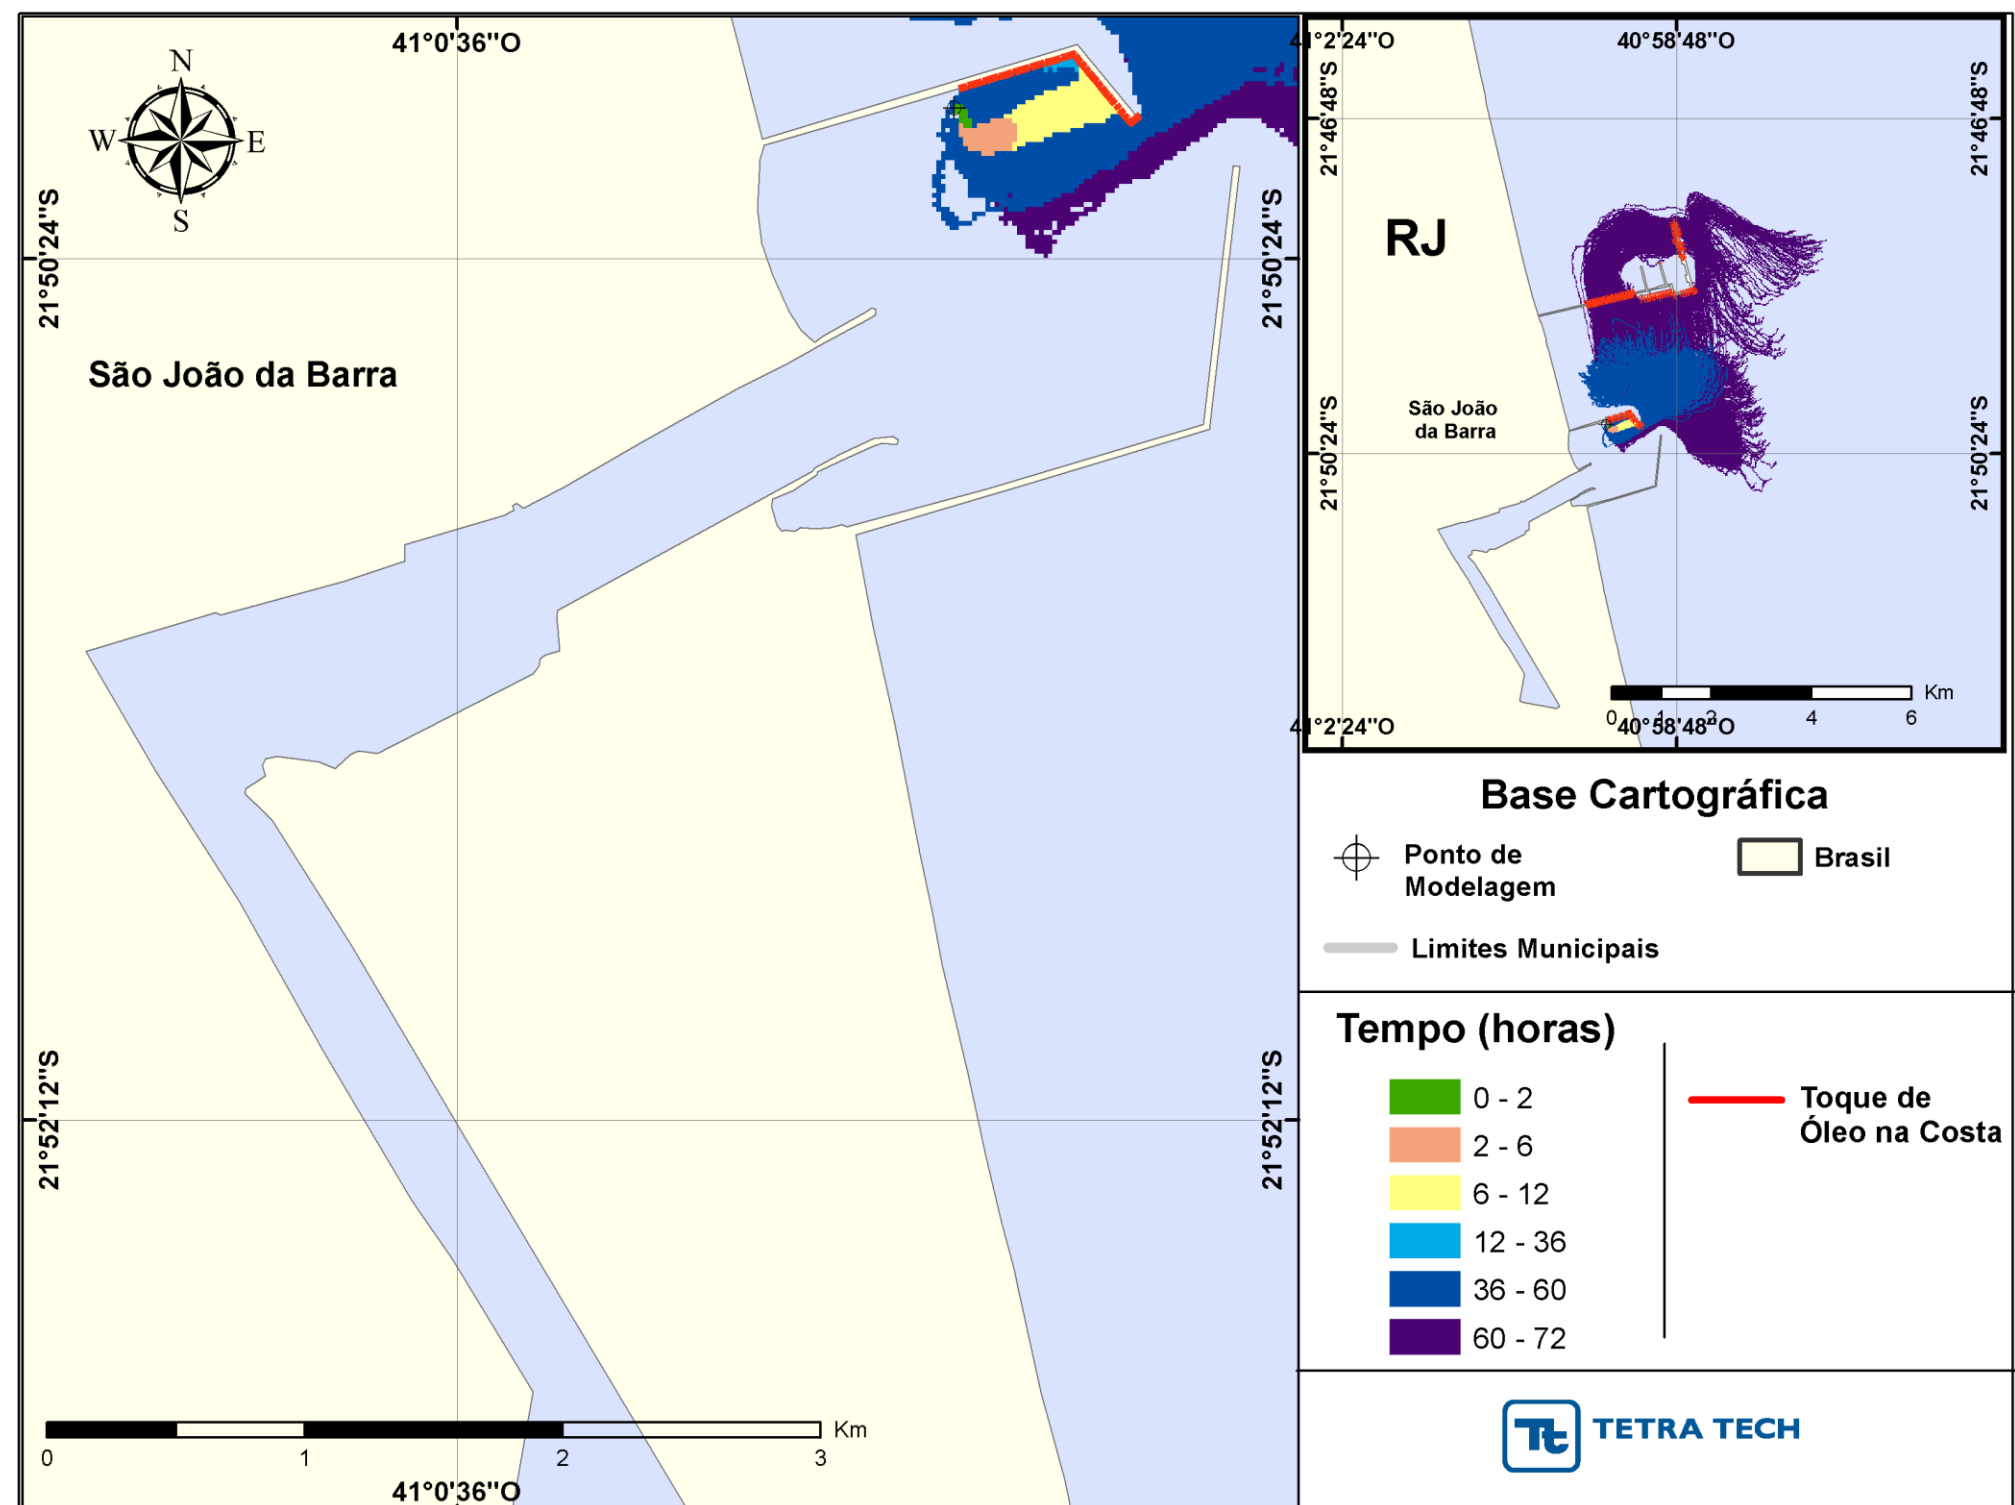 41°0'36"O
N
W
E
S
21°50'24"S
21°50'24"S
São João da Barra
21°52'12"S
21°52'12"S
0
1
2
3
Km
41°0'36"O
41°2'24"O
40°58'48"O
21°46'48"S
21°46'48"S
RJ
São João
da Barra
21°50'24"S
21°50'24"S
Km
0
1
2
4
6
41°2'24"O
40°58'48"O
Base Cartográfica
Ponto de
Modelagem
Brasil
Limites Municipais
Tempo (horas)
0 - 2
2 - 6
6 - 12
12 - 36
36 - 60
60 - 72
Toque de
Óleo na Costa
Tt
TETRA TECH